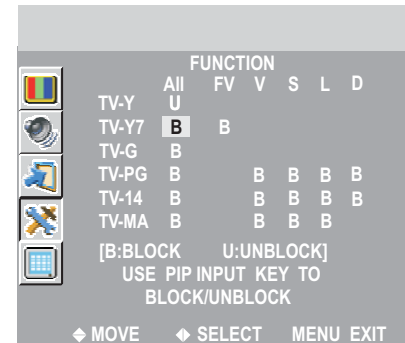 FUNCTION
All FV V S L D
TV-Y U
TV-Y7 B B
TV-G B
TV-PG B B B B B
TV-14 B B B B B
TV-MA B B B B
[B:BLOCK U:UNBLOCK]
USE PIP INPUT KEY TO
BLOCK/UNBLOCK
MOVE SELECT MENU EXIT